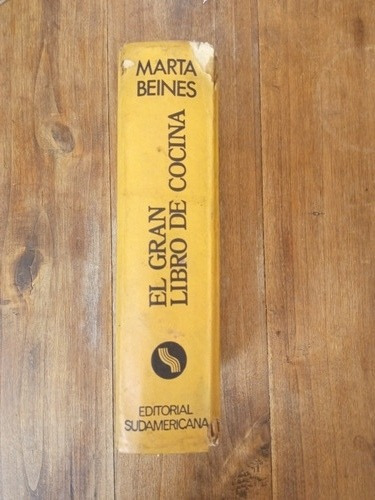 MARTA
BEINES
EL GRAN
LIBRO DE COCINA
EDITORIAL
SUDAMERICANA